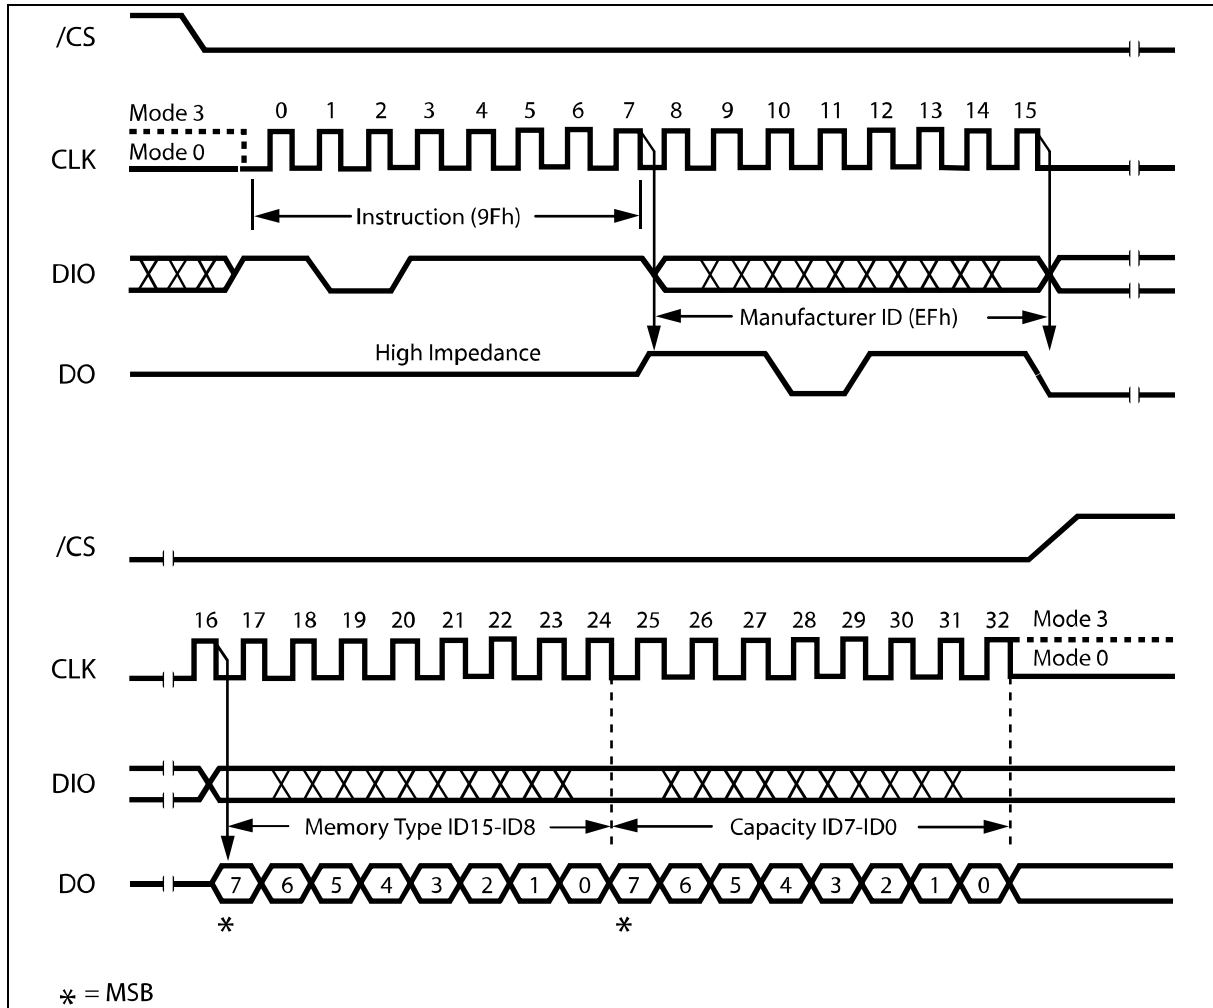 /CS
Mode 3
0 1 2 3 4 5 6 7 8 9 10 11 12 13 14 15
CLK
Mode 0
Instruction (9Fh)
DIO
Manufacturer ID (EFh)
High Impedance
DO
/CS
16 17 18 19 20 21 22 23 24 25 26 27 28 29 30 31 32
Mode 3
CLK
Mode 0
DIO
Memory Type ID15-ID8
Capacity ID7-ID0
DO
7 6 5 4 3 2 1 0 7 6 5 4 3 2 1 0
* *
* = MSB